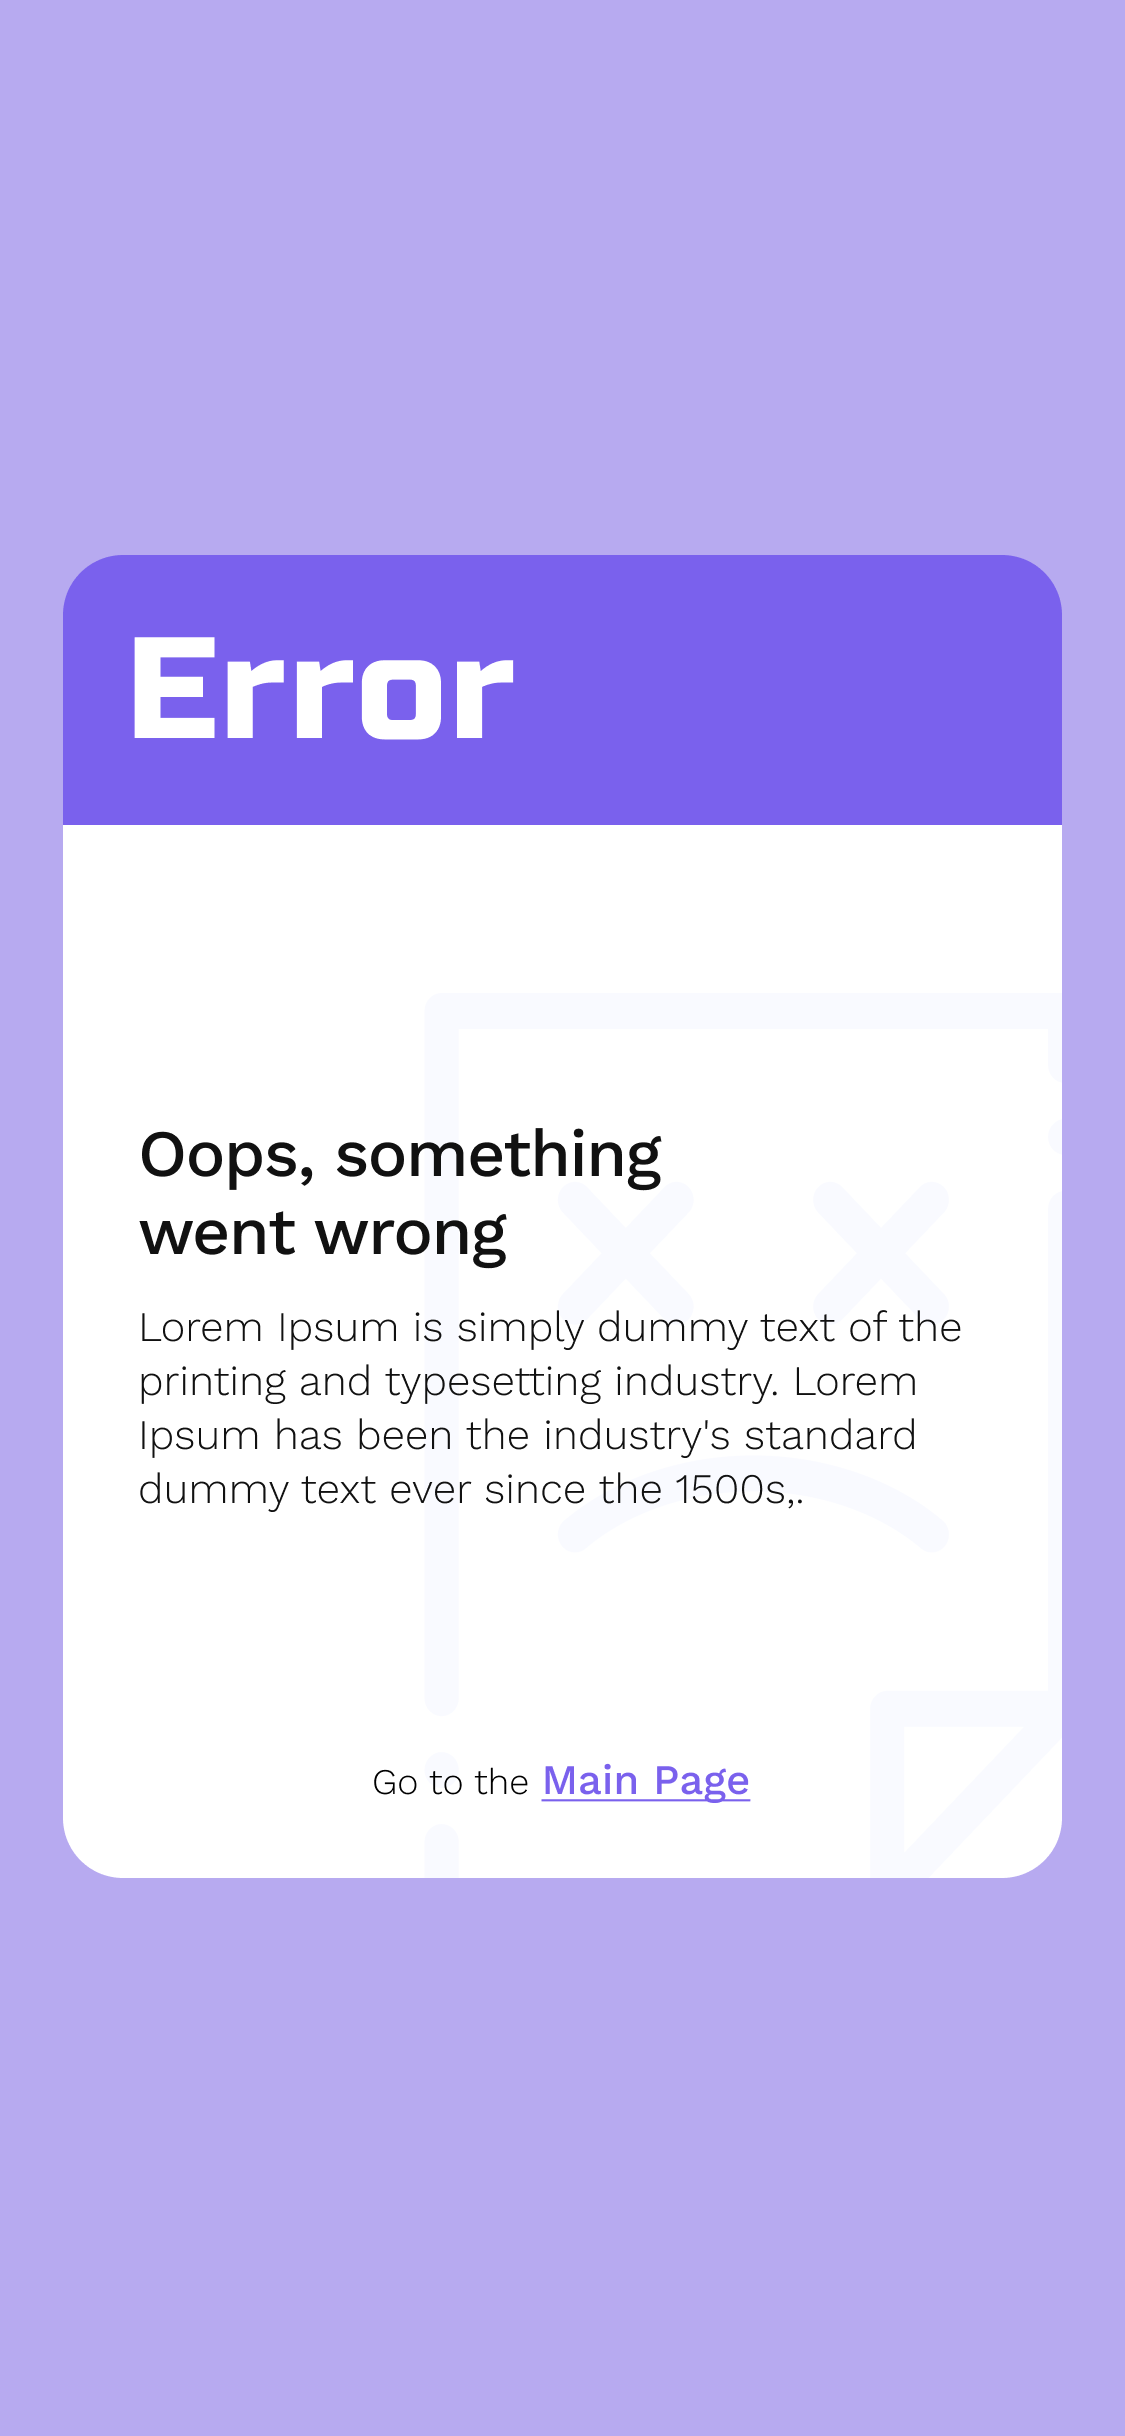 Error
Oops, something
went wrong
Lorem Ipsum is simply dummy text of the
printing and typesetting industry. Lorem
Ipsum has been the industry's standard
dummy text ever since the 1500s,.
Go to the Main Page